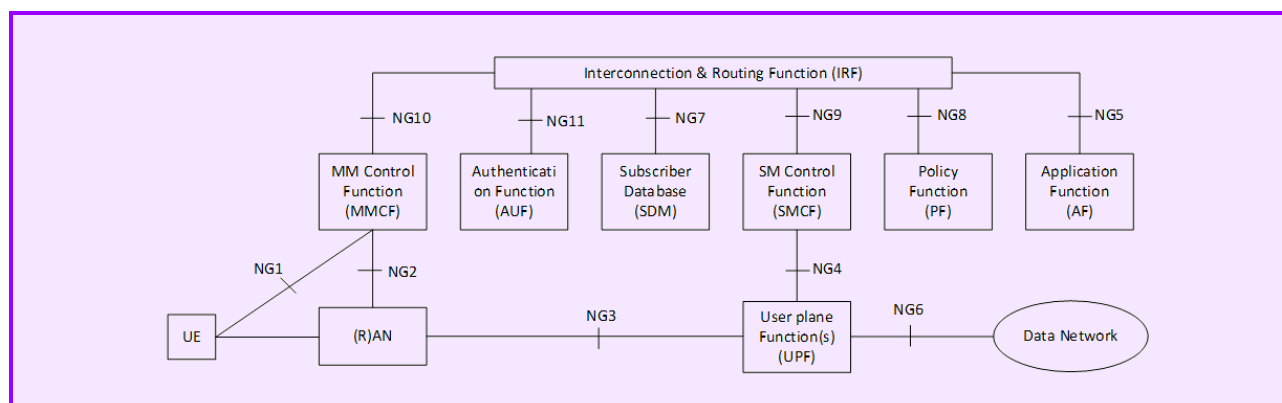 Interconnection & Routing Function (IRF)
NG10
NG11
NG7
NG9
NG8
NG5
MM Control
Function
(MMCF)
Authenticati
on Function
(AUF)
Subscriber
Database
(SDM)
SM Control
Function
(SMCF)
Policy
Function
(PF)
Application
Function
(AF)
NG1
NG2
NG4
UE
(R)AN
NG3
User plane
Function(s)
(UPF)
NG6
Data Network